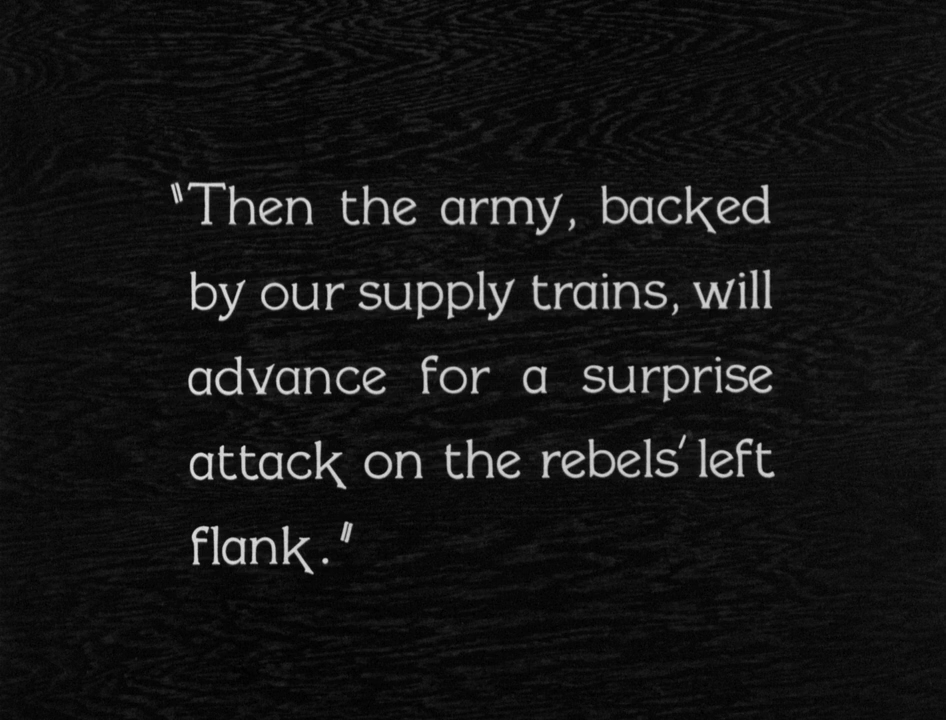 "Then the army, backed
by our supply trains, will
advance for a surprise
attack on the rebels' left
flank."